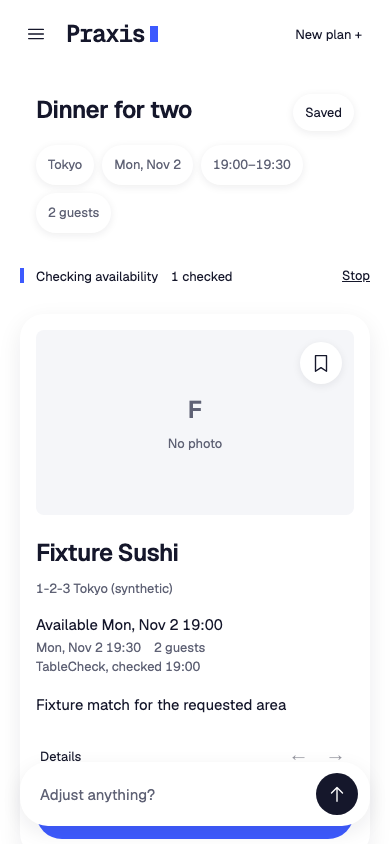 Praxis
New plan +
Dinner for two
Saved
Tokyo
Mon, Nov 2
19:00–19:30
2 guests
Checking availability 1 checked
Stop
F
No photo
Fixture Sushi
1-2-3 Tokyo (synthetic)
Available Mon, Nov 2 19:00
Mon, Nov 2 19:30 2 guests
TableCheck, checked 19:00
Fixture match for the requested area
Details ← →
Adjust anything?